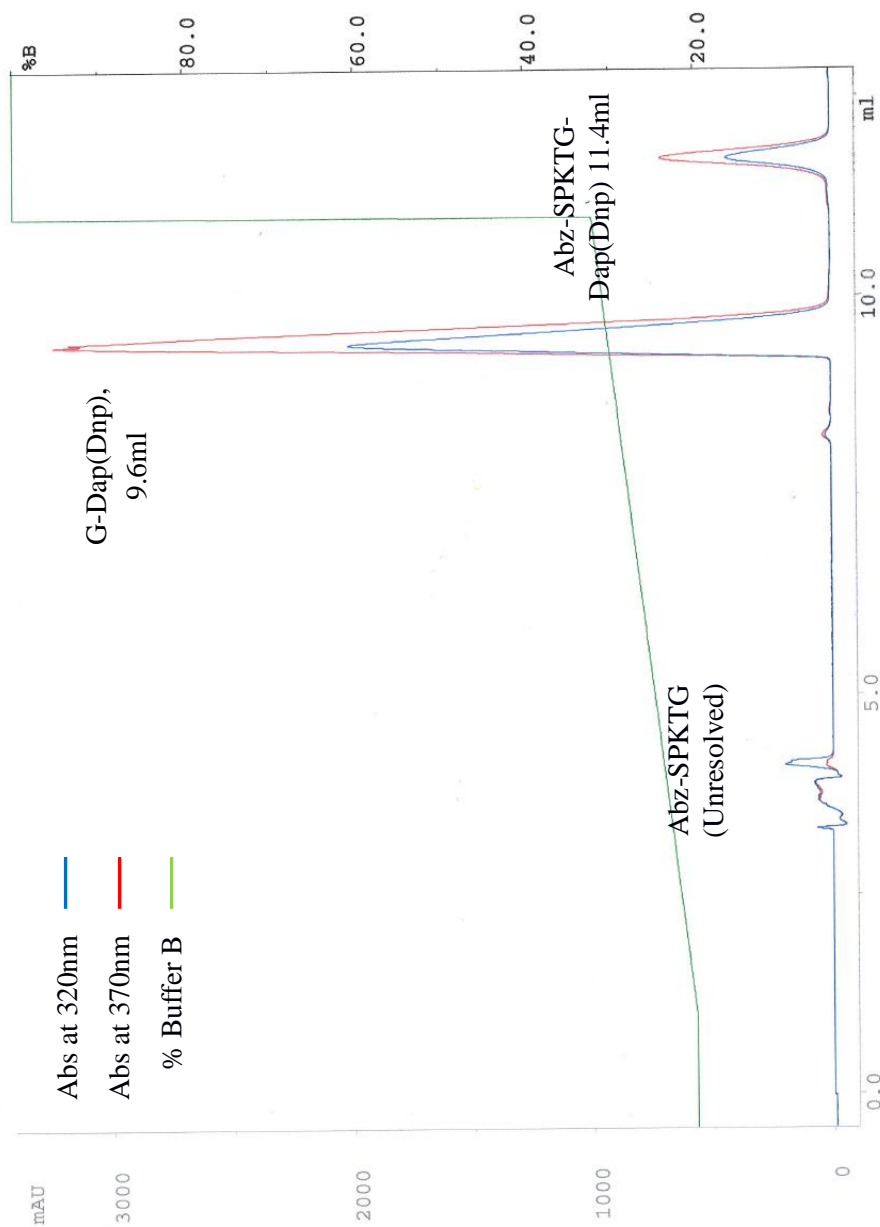 Abs at 320nm
Abs at 370nm
% Buffer B
G-Dap(Dnp),
9.6ml
Abz-SPKTG-
Dap(Dnp) 11.4ml
Abz-SPKTG
(Unresolved)
mAU
3000
2000
1000
0
%B
80.0
60.0
40.0
20.0
0.0
5.0
10.0
ml